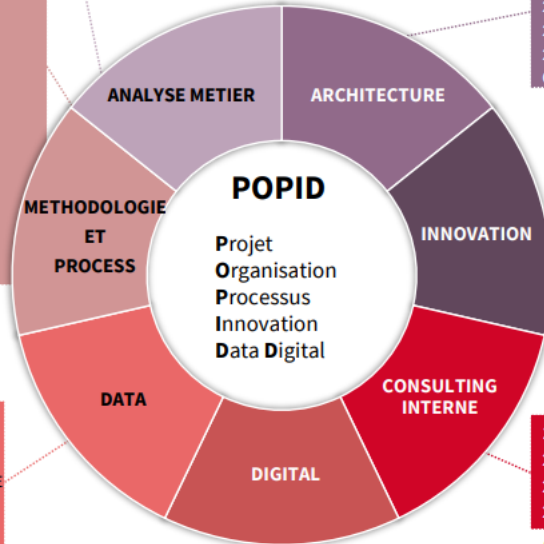 ANALYSE METIER
ARCHITECTURE
POPID
METHODOLOGIE
ET
PROCESS
INNOVATION
Projet
Organisation
Processus
Innovation
Data Digital
DATA
CONSULTING
INTERNE
DIGITAL